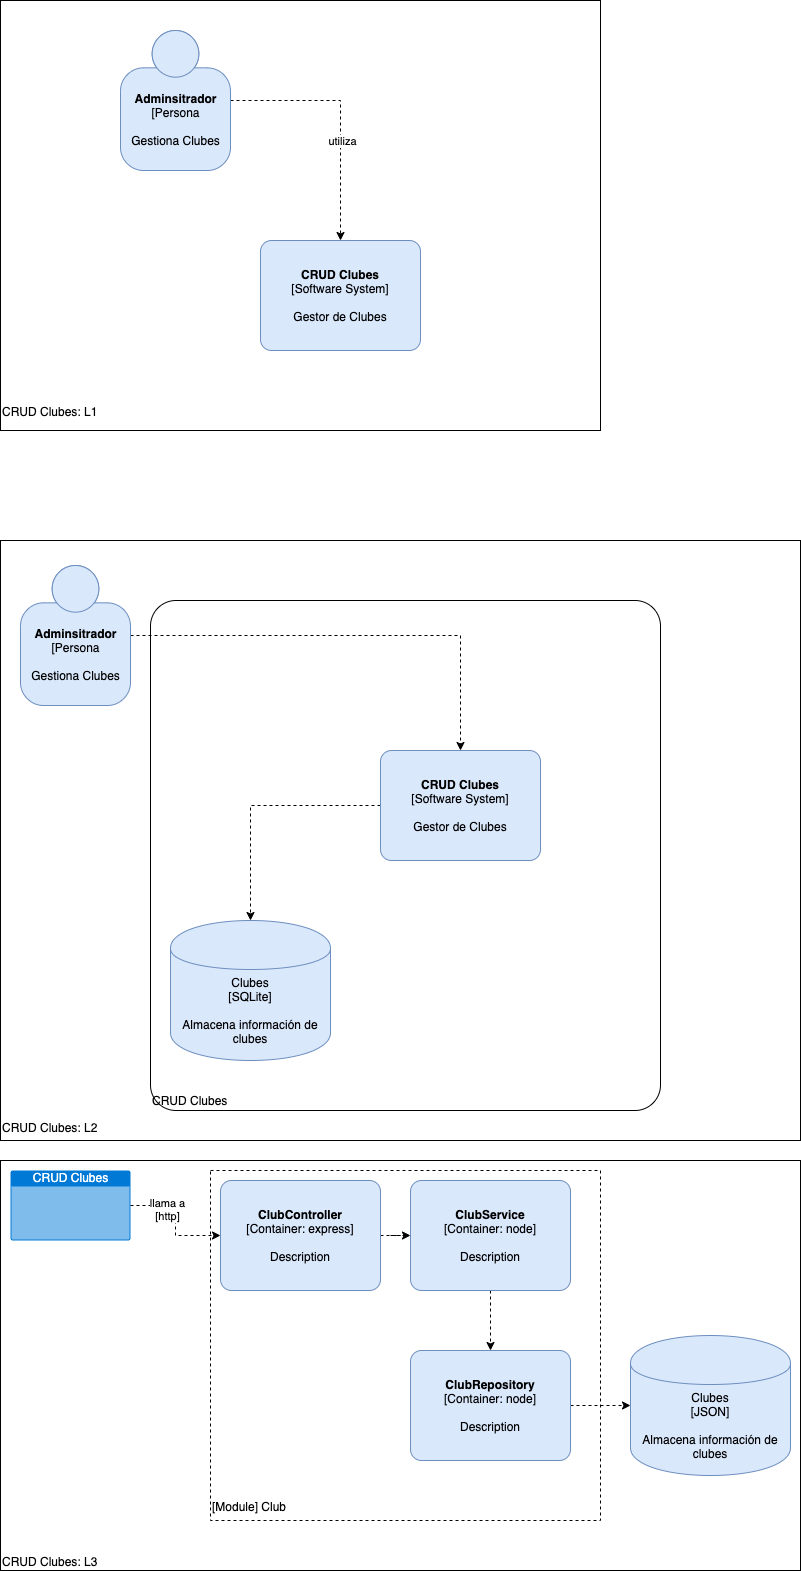 Adminsitrador
[Persona
Gestiona Clubes
utiliza
CRUD Clubes
[Software System]
Gestor de Clubes
CRUD Clubes: L1
Adminsitrador
[Persona
Gestiona Clubes
CRUD Clubes
[Software System]
Gestor de Clubes
Clubes
[SQLite]
Almacena información de
clubes
CRUD Clubes
CRUD Clubes: L2
CRUD Clubes
llama a
[http]
ClubController
[Container: express]
Description
ClubService
[Container: node]
Description
ClubRepository
[Container: node]
Description
Clubes
[JSON]
Almacena información de
clubes
[Module] Club
CRUD Clubes: L3